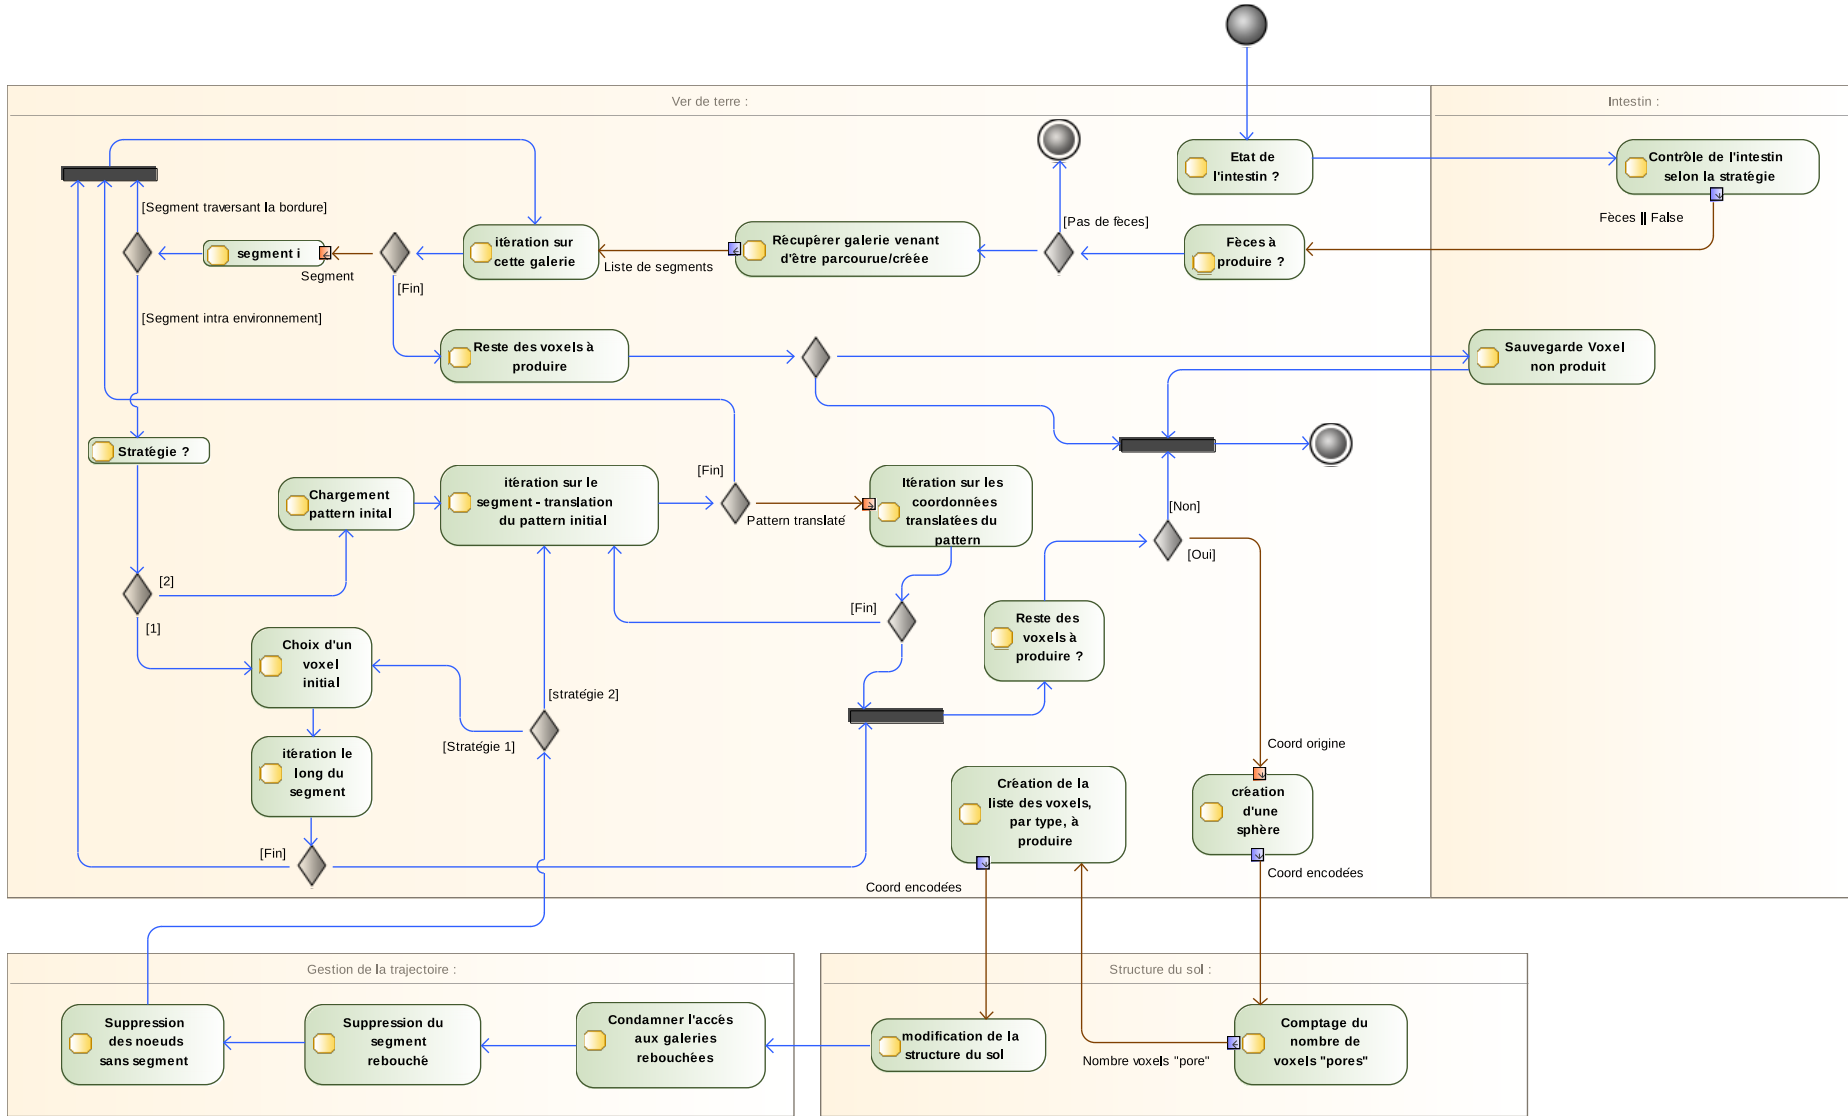 Ver de terre :
Intestin :
Etat de
l'intestin ?
Contrôle de l'intestin
selon la stratégie
[Segment traversant la bordure]
[Pas de fèces]
Fèces || False
segment i
Segment
itération sur
cette galerie
Liste de segments
Récupérer galerie venant
d'être parcourue/créée
Fèces à
produire ?
[Fin]
[Segment intra environnement]
Reste des voxels à
produire
Sauvegarde Voxel
non produit
Stratégie ?
Chargement
pattern inital
itération sur le
segment - translation
du pattern initial
[Fin]
Pattern translaté
Itération sur les
coordonnées
translatées du
pattern
[Non]
[Oui]
[2]
[1]
[Fin]
Reste des
voxels à
produire ?
Choix d'un
voxel
initial
[stratégie 2]
[Stratégie 1]
itération le
long du
segment
Coord origine
Création de la
liste des voxels,
par type, à
produire
création
d'une
sphère
[Fin]
Coord encodées
Coord encodées
Gestion de la trajectoire :
Structure du sol :
Suppression
des noeuds
sans segment
Suppression du
segment
rebouché
Condamner l'accés
aux galeries
rebouchées
modification de la
structure du sol
Nombre voxels "pore"
Comptage du
nombre de
voxels "pores"